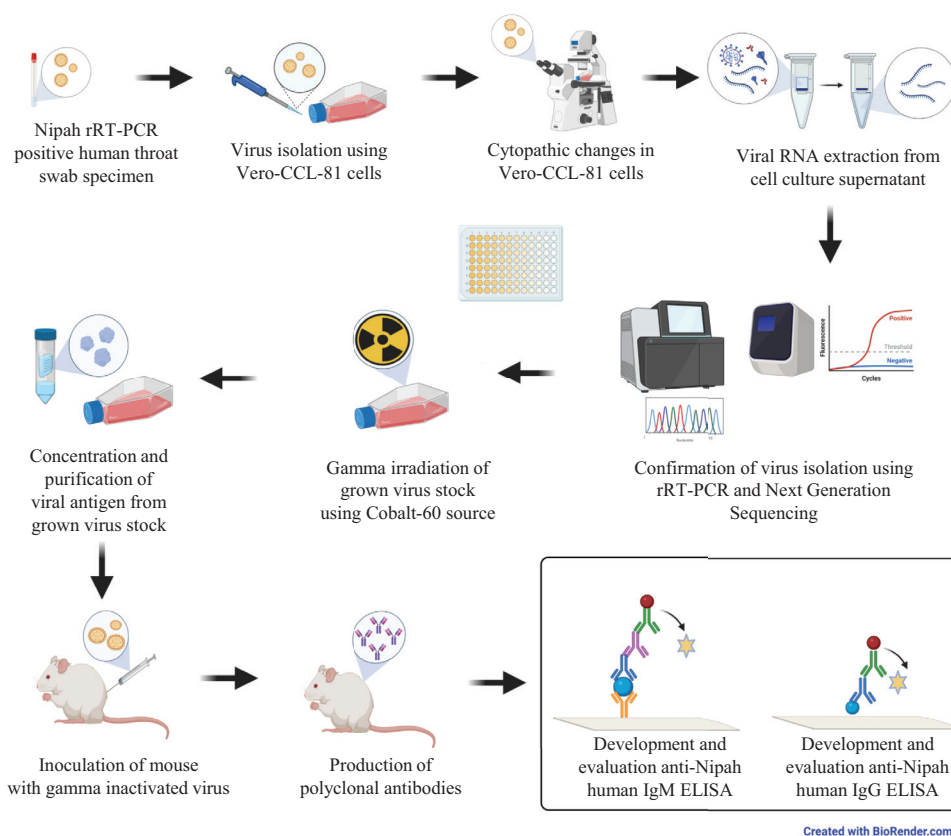 Nipah rRT-PCR
positive human throat
swab specimen
Virus isolation using
Vero-CCL-81 cells
Cytopathic changes in
Vero-CCL-81 cells
Viral RNA extraction from
cell culture supernatant
Fluorescence
Positive
Threshold
Negative
Cycles
Nucleotide
Confirmation of virus isolation using
rRT-PCR and Next Generation
Sequencing
Gamma irradiation of
grown virus stock
using Cobalt-60 source
Concentration and
purification of
viral antigen from
grown virus stock
Inoculation of mouse
with gamma inactivated virus
Production of
polyclonal antibodies
Development and
evaluation anti-Nipah
human IgM ELISA
Development and
evaluation anti-Nipah
human IgG ELISA
Created with BioRender.com